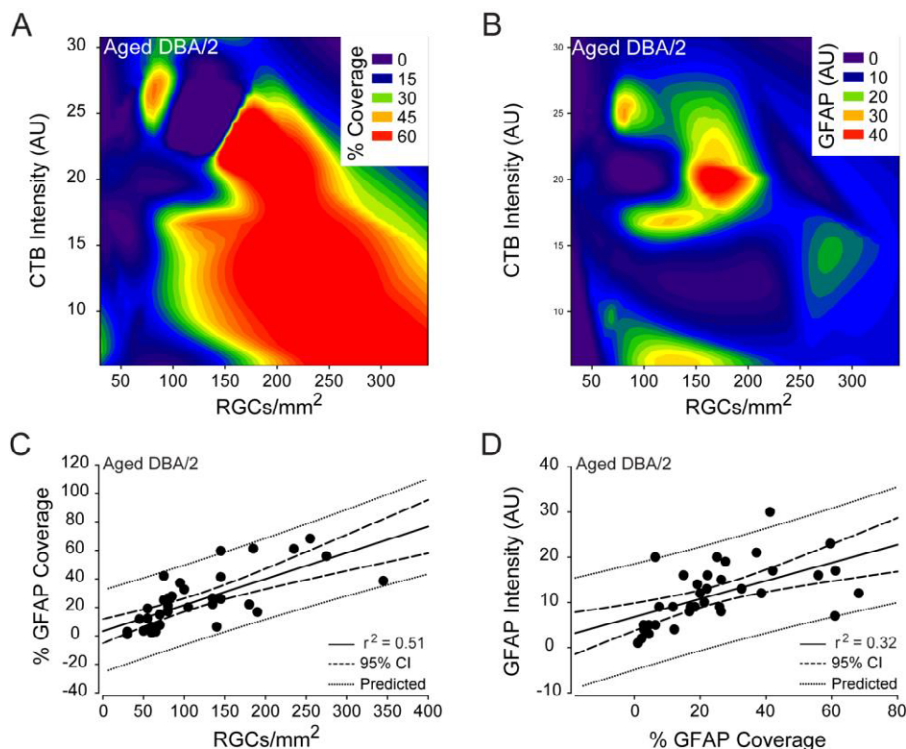 A
Aged DBA/2
% Coverage
0
15
30
45
60
CTB Intensity (AU)
30
25
20
15
10
50 100 150 200 250 300
RGCs/mm²
B
Aged DBA/2
GFAP (AU)
0
10
20
30
40
CTB Intensity (AU)
30
25
20
15
10
50 100 150 200 250 300
RGCs/mm²
C
Aged DBA/2
% GFAP Coverage
120
100
80
60
40
20
0
-20
-40
r² = 0.51
95% CI
Predicted
0 50 100 150 200 250 300 350 400
RGCs/mm²
D
Aged DBA/2
GFAP Intensity (AU)
40
30
20
10
0
-10
r² = 0.32
95% CI
Predicted
0 20 40 60 80
% GFAP Coverage